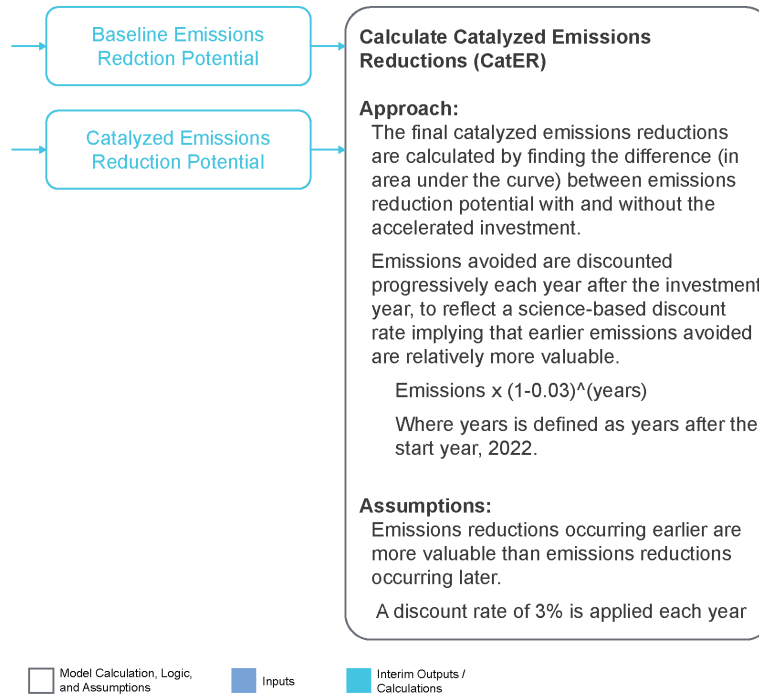 Baseline Emissions
Redction Potential
Catalyzed Emissions
Reduction Potential
Calculate Catalyzed Emissions
Reductions (CatER)
Approach:
The final catalyzed emissions reductions
are calculated by finding the difference (in
area under the curve) between emissions
reduction potential with and without the
accelerated investment.
Emissions avoided are discounted
progressively each year after the investment
year, to reflect a science-based discount
rate implying that earlier emissions avoided
are relatively more valuable.
Emissions x (1-0.03)^(years)
Where years is defined as years after the
start year, 2022.
Assumptions:
Emissions reductions occurring earlier are
more valuable than emissions reductions
occurring later.
A discount rate of 3% is applied each year
Model Calculation, Logic,
and Assumptions
Inputs
Interim Outputs /
Calculations